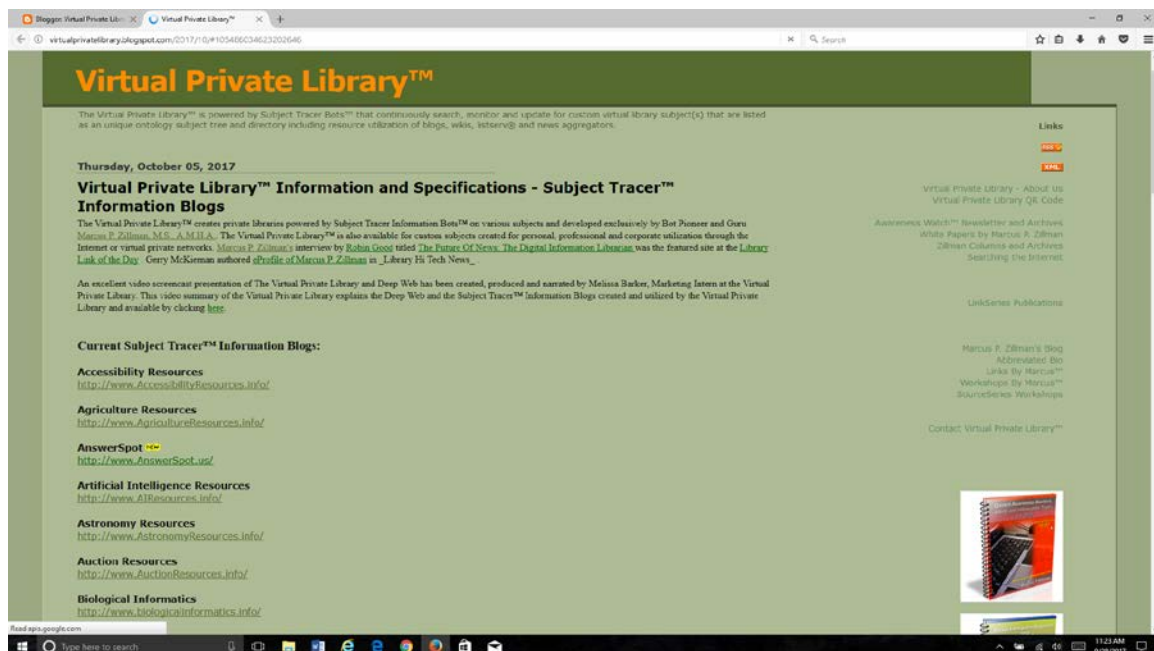 Blogger: Virtual Private Libr
Virtual Private Library™
virtualprivatelibrary.blogspot.com/2017/10/#105486034623202646
Search
Virtual Private Library™
The Virtual Private Library™ is powered by Subject Tracer Bots™ that continuously search, monitor and update for custom virtual library subject(s) that are listed
as an unique ontology subject tree and directory including resource utilization of blogs, wikis, listserv® and news aggregators.
Thursday, October 05, 2017
Virtual Private Library™ Information and Specifications - Subject Tracer™
Information Blogs
The Virtual Private Library™ creates private libraries powered by Subject Tracer Information Bots™ on various subjects and developed exclusively by Bot Pioneer and Guru
Marcus P. Zillman, M.S., A.M.H.A.. The Virtual Private Library™ is also available for custom subjects created for personal, professional and corporate utilization through the
Internet or virtual private networks. Marcus P. Zillman's interview by Robin Good titled The Future Of News: The Digital Information Librarian was the featured site at the Library
Link of the Day . Gerry McKiernan authored eProfile of Marcus P. Zillman in _Library Hi Tech News_ .
An excellent video screencast presentation of The Virtual Private Library and Deep Web has been created, produced and narrated by Melissa Barker, Marketing Intern at the Virtual
Private Library. This video summary of the Virtual Private Library explains the Deep Web and the Subject Tracer™ Information Blogs created and utilized by the Virtual Private
Library and available by clicking here.
Current Subject Tracer™ Information Blogs:
Accessibility Resources
http://www.AccessibilityResources.info/
Agriculture Resources
http://www.AgricultureResources.info/
AnswerSpot NEW
http://www.AnswerSpot.us/
Artificial Intelligence Resources
http://www.AIResources.info/
Astronomy Resources
http://www.AstronomyResources.info/
Auction Resources
http://www.AuctionResources.info/
Biological Informatics
http://www.biologicalinformatics.info/
Links
XML
Virtual Private Library - About Us
Virtual Private Library QR Code
Awareness Watch™ Newsletter and Archives
White Papers by Marcus P. Zillman
Zillman Columns and Archives
Searching the Internet
LinkSeries Publications
Marcus P. Zillman's Blog
Abbreviated Bio
Links By Marcus™
Workshops By Marcus™
SourceSeries Workshops
Contact Virtual Private Library™
Read apis.google.com
Type here to search
11:23 AM